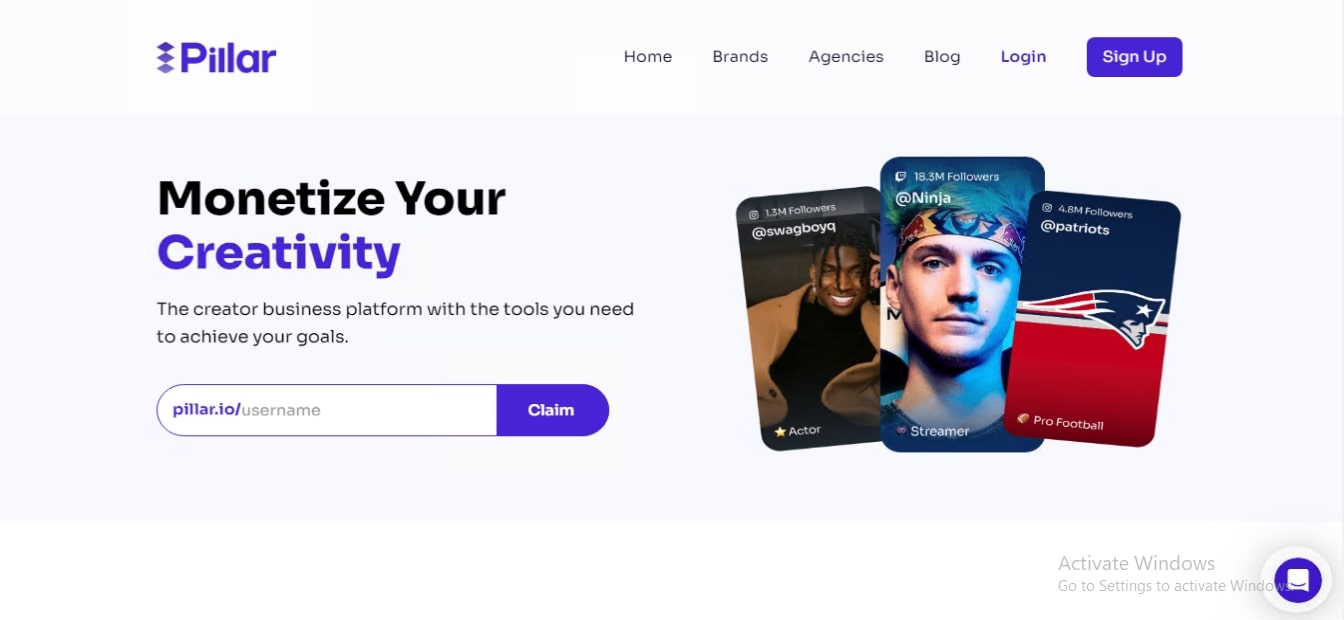 Pillar
Home Brands Agencies Blog Login Sign Up
Monetize Your
Creativity
The creator business platform with the tools you need
to achieve your goals.
pillar.io/username Claim
1.3M Followers
@swagboyq
⭐ Actor
18.3M Followers
@Ninja
👾 Streamer
4.8M Followers
@patriots
🏈 Pro Football
Activate Windows
Go to Settings to activate Windows.